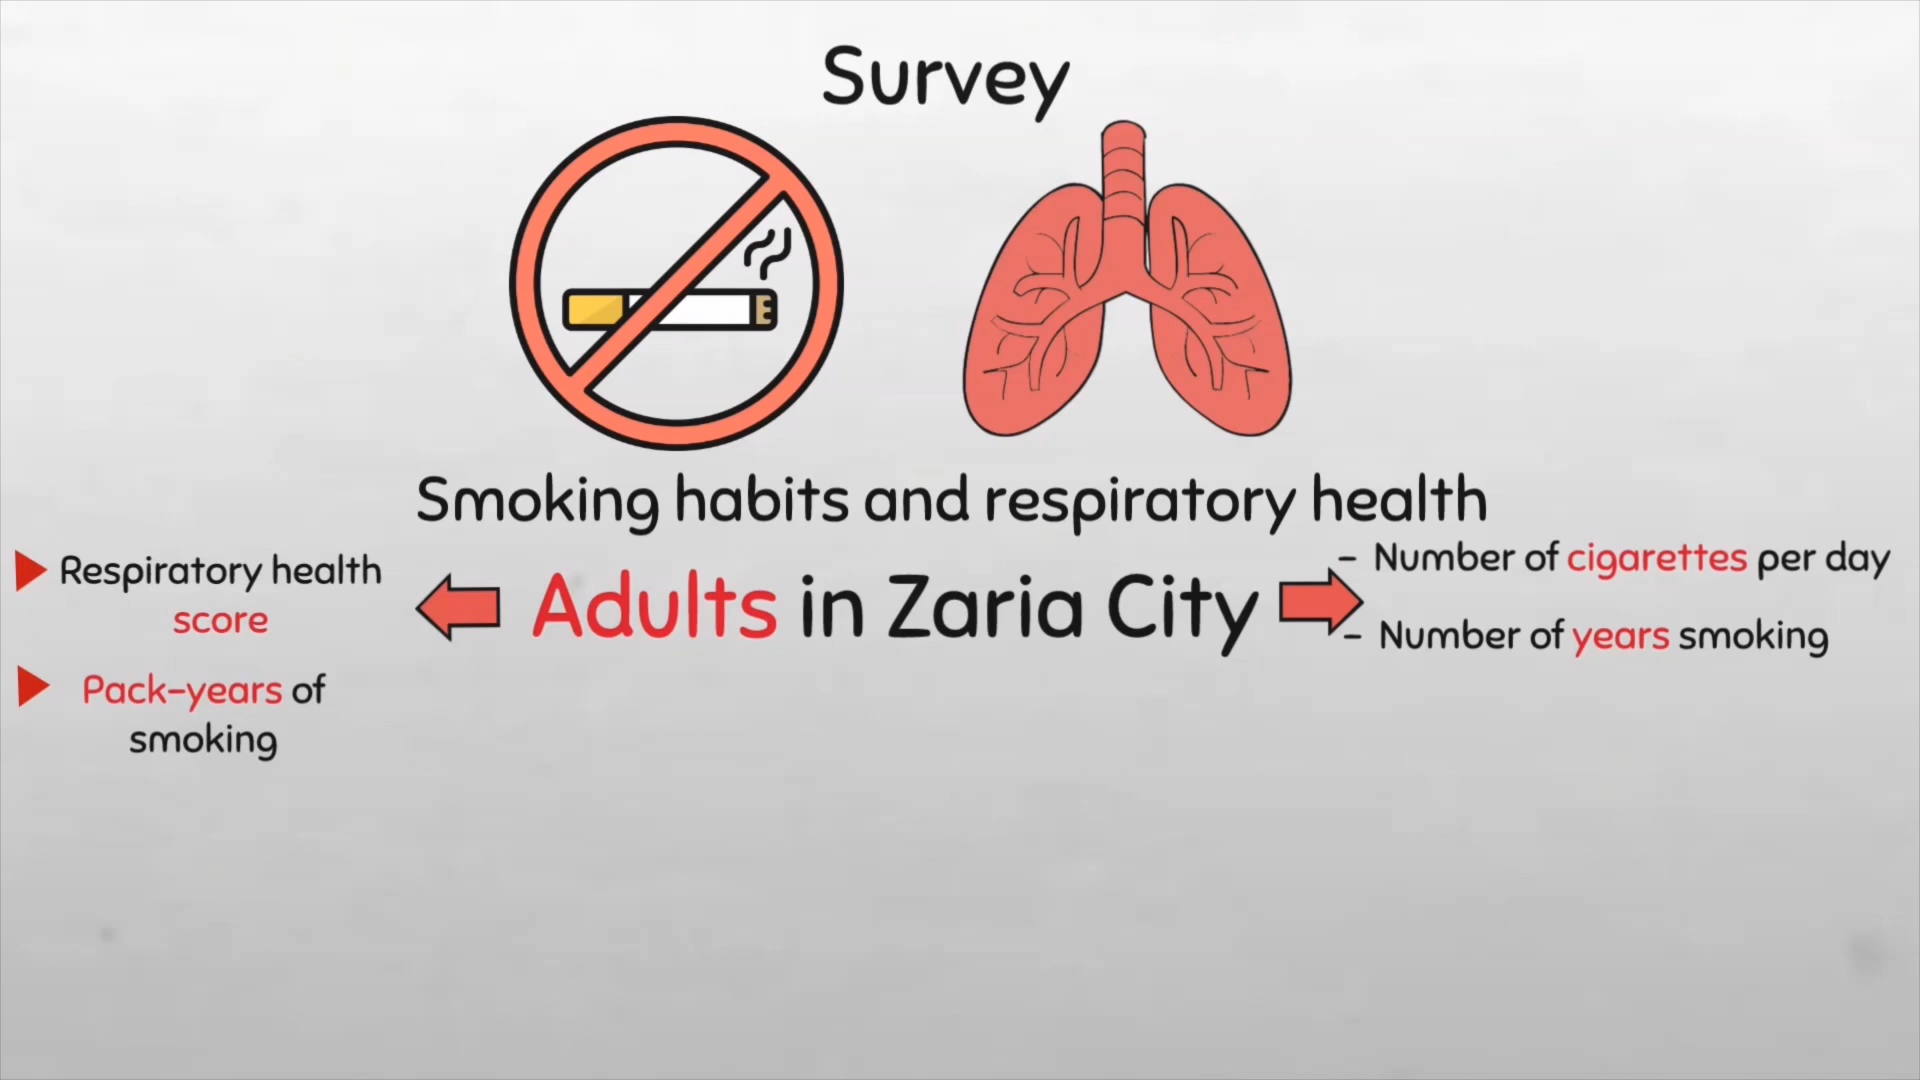 Survey
Smoking habits and respiratory health
Adults in Zaria City
Respiratory health
score
Pack-years of
smoking
- Number of cigarettes per day
- Number of years smoking